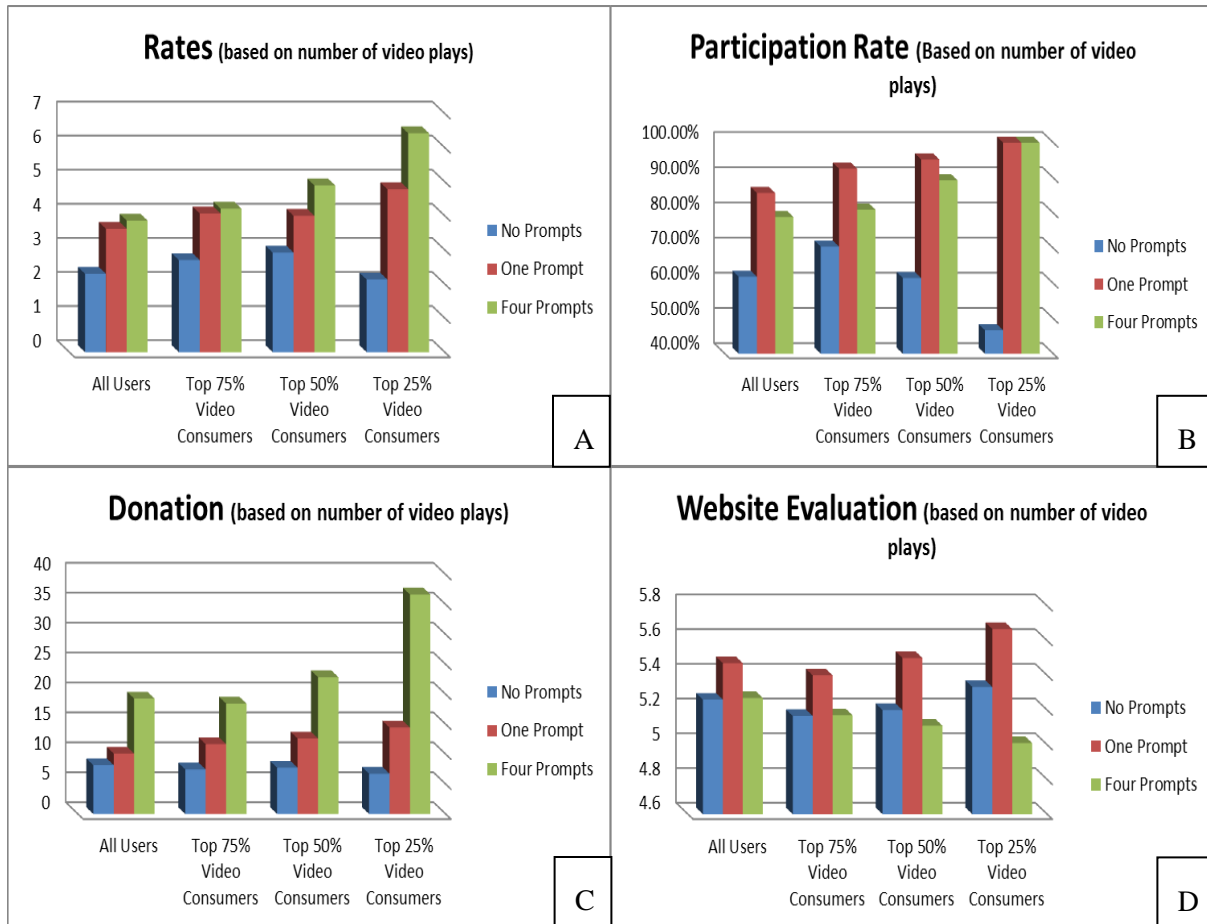 Rates (based on number of video plays)
7
6
5
4
3
2
1
0
All Users
Top 75%
Video
Consumers
Top 50%
Video
Consumers
Top 25%
Video
Consumers
No Prompts
One Prompt
Four Prompts
A
Participation Rate (Based on number of video
plays)
100.00%
90.00%
80.00%
70.00%
60.00%
50.00%
40.00%
All Users
Top 75%
Video
Consumers
Top 50%
Video
Consumers
Top 25%
Video
Consumers
No Prompts
One Prompt
Four Prompts
B
Donation (based on number of video plays)
40
35
30
25
20
15
10
5
0
All Users
Top 75%
Video
Consumers
Top 50%
Video
Consumers
Top 25%
Video
Consumers
No Prompts
One Prompt
Four Prompts
C
Website Evaluation (based on number of video
plays)
5.8
5.6
5.4
5.2
5
4.8
4.6
All Users
Top 75%
Video
Consumers
Top 50%
Video
Consumers
Top 25%
Video
Consumers
No Prompts
One Prompt
Four Prompts
D